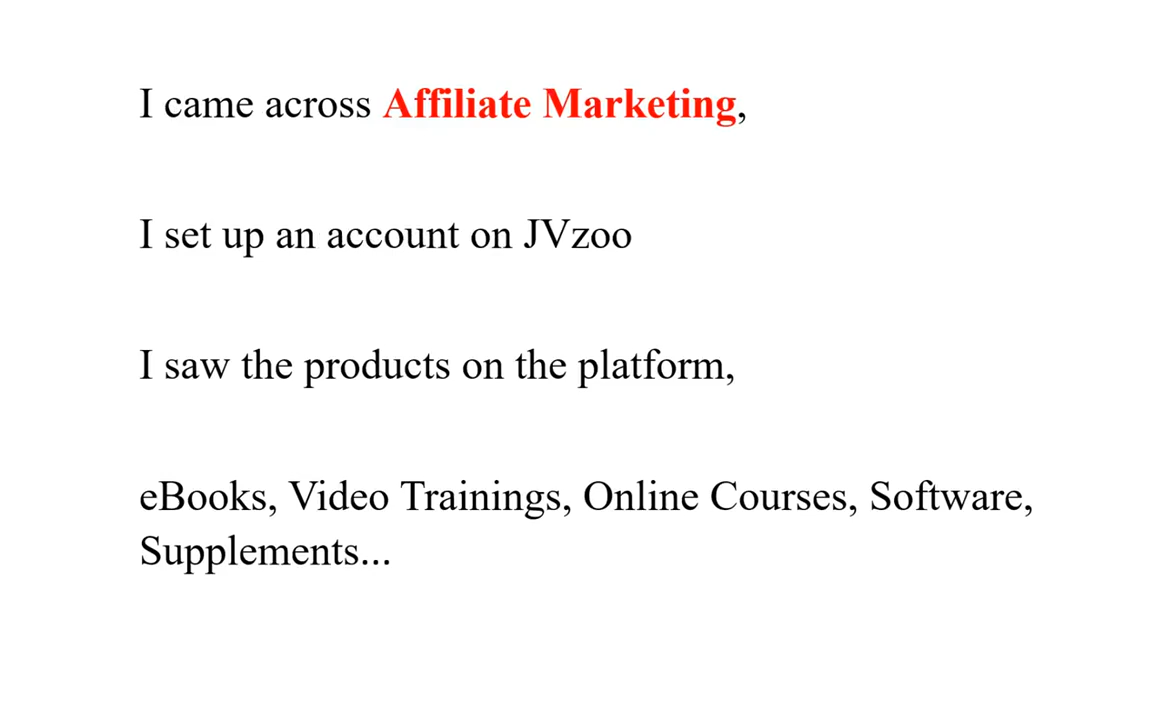 I came across Affiliate Marketing,
I set up an account on JVzoo
I saw the products on the platform,
eBooks, Video Trainings, Online Courses, Software,
Supplements...